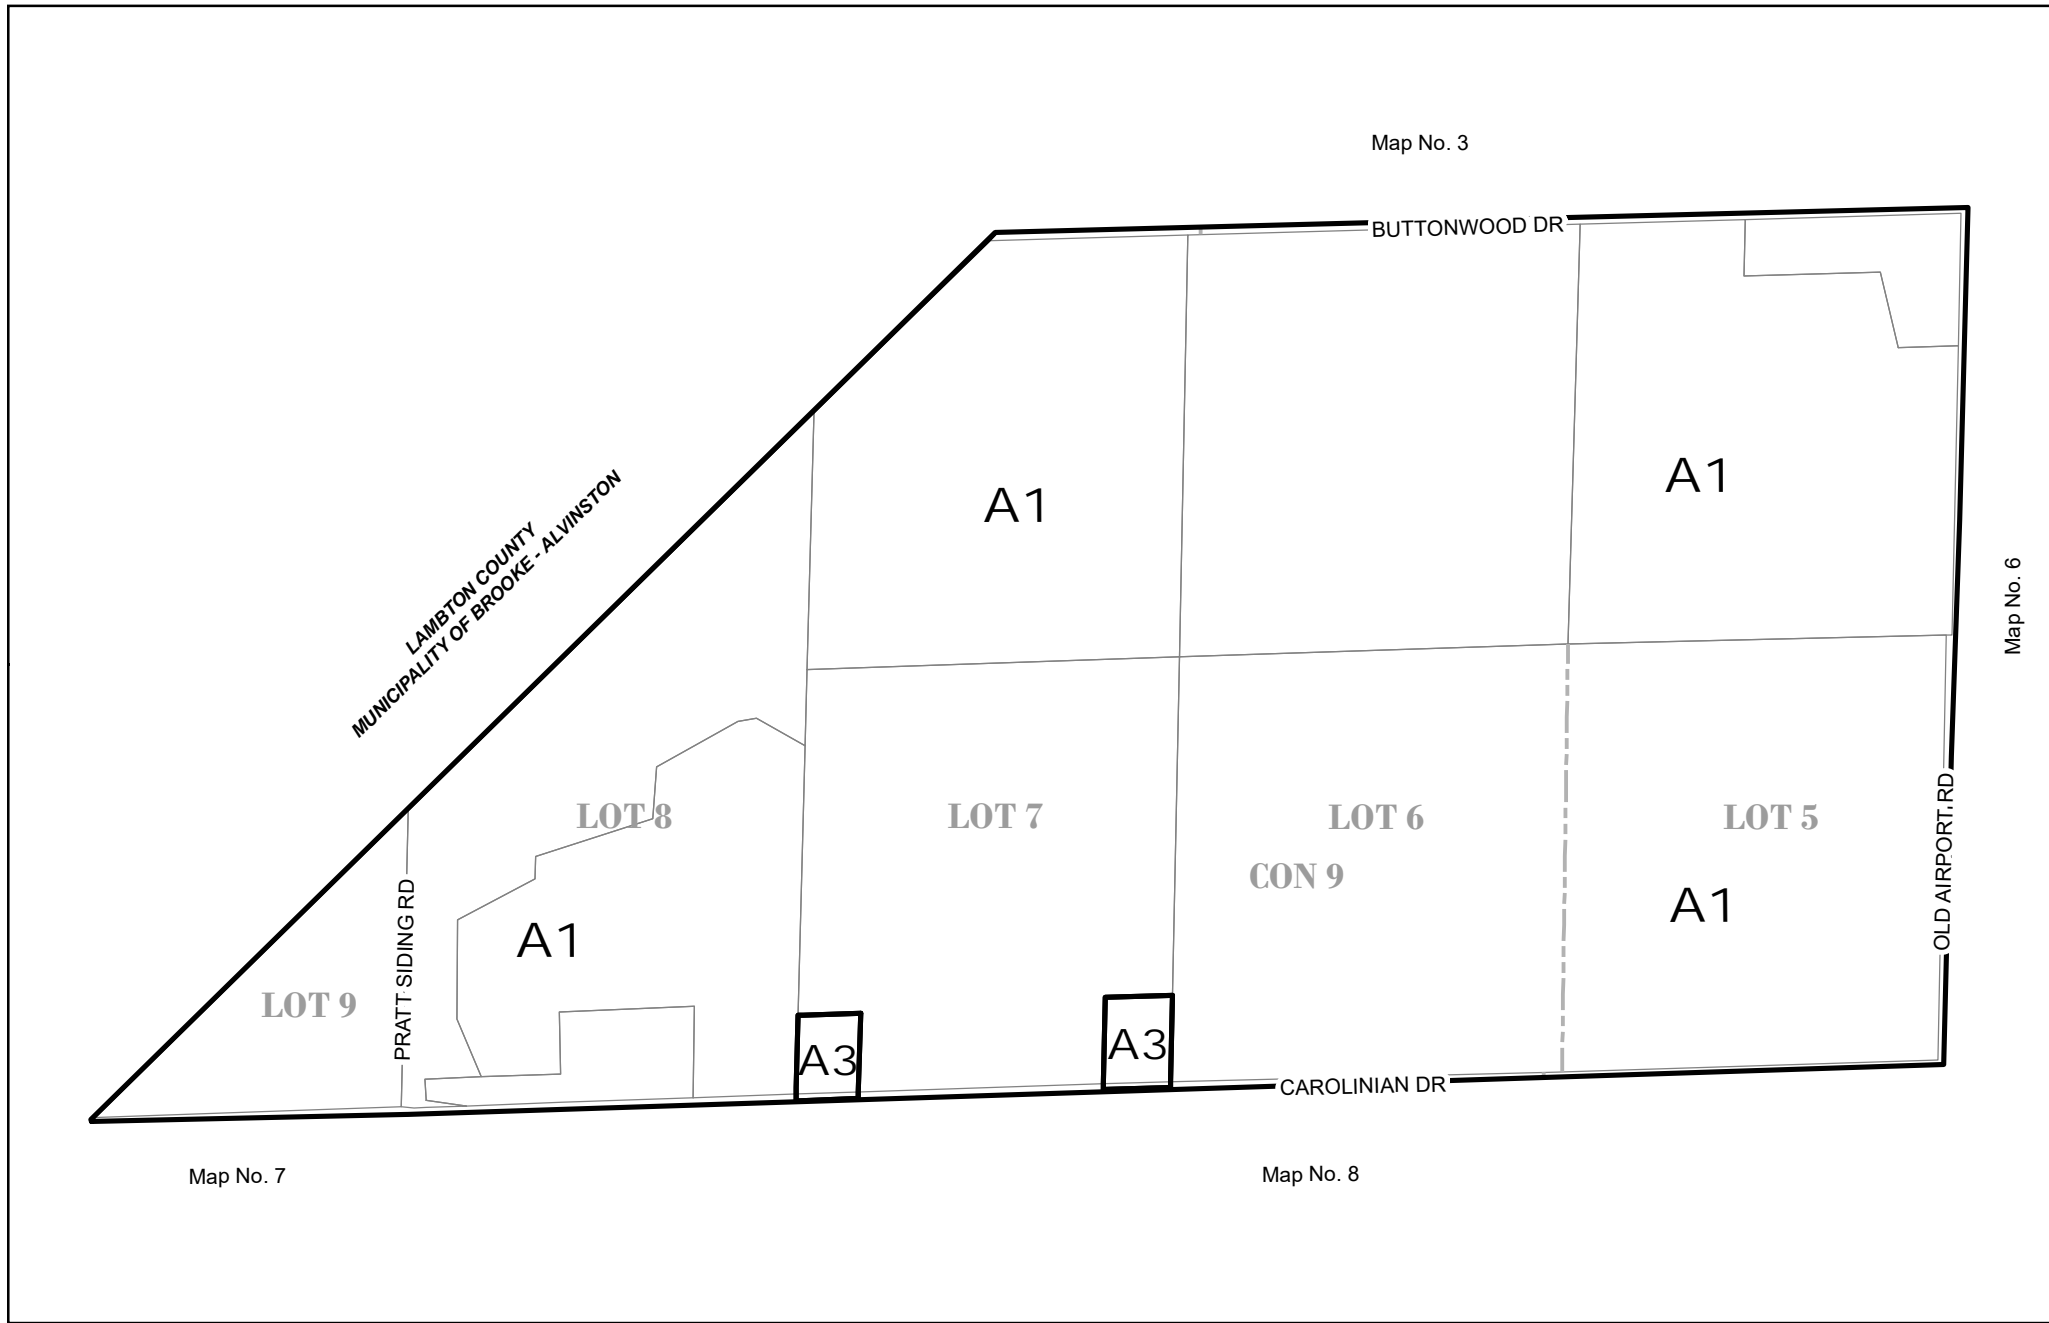 Map No. 3
BUTTONWOOD DR
A1
A1
LAMBTON COUNTY
MUNICIPALITY OF BROOKE - ALVINSTON
Map No. 6
LOT 8
LOT 7
LOT 6
LOT 5
CON 9
OLD AIRPORT RD
A1
A1
PRATT SIDING RD
LOT 9
A3
A3
CAROLINIAN DR
Map No. 7
Map No. 8